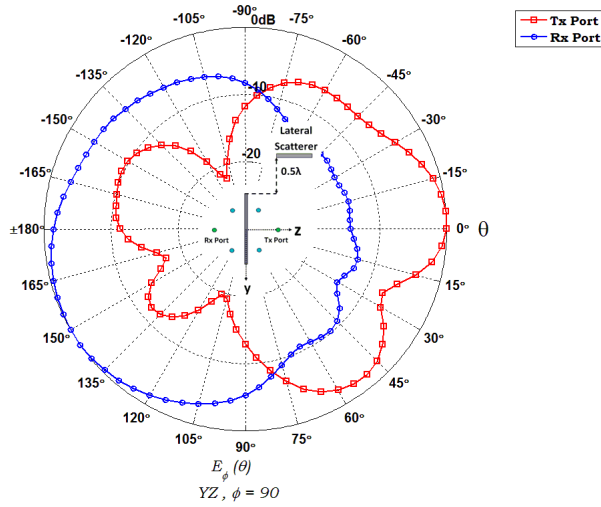 -90°
-105° 0dB -75°
-120° -60°
-135° -45°
-150° -30°
-165° -15°
±180° 0° θ
165° 15°
150° 30°
135° 45°
120° 60°
105° 75°
90°
-10
-20
Lateral
Scatterer
0.5λ
z
Rx Port Tx Port
y
Tx Port
Rx Port
E_ϕ (θ)
YZ , ϕ = 90